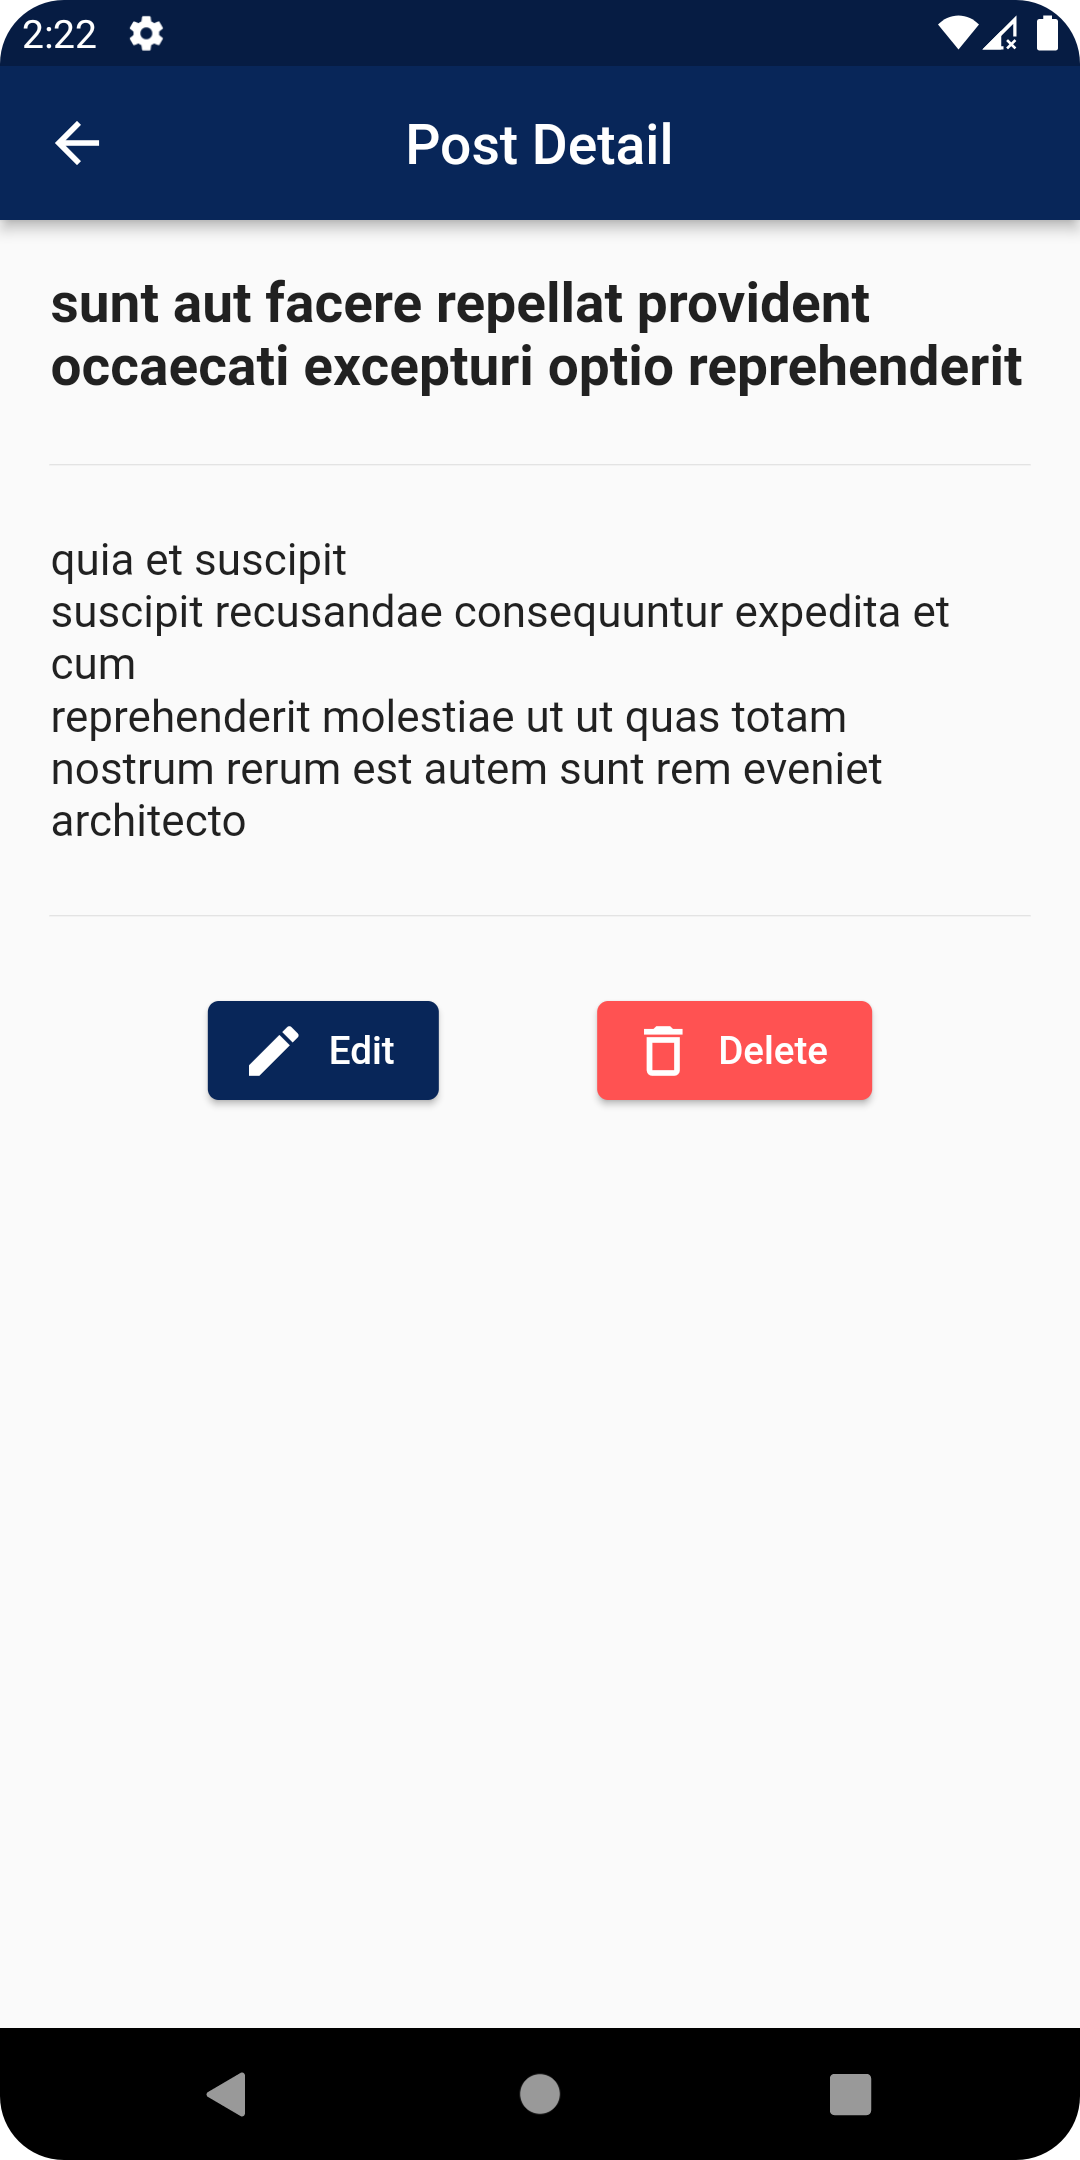 2:22
Post Detail
sunt aut facere repellat provident
occaecati excepturi optio reprehenderit
quia et suscipit
suscipit recusandae consequuntur expedita et
cum
reprehenderit molestiae ut ut quas totam
nostrum rerum est autem sunt rem eveniet
architecto
Edit
Delete